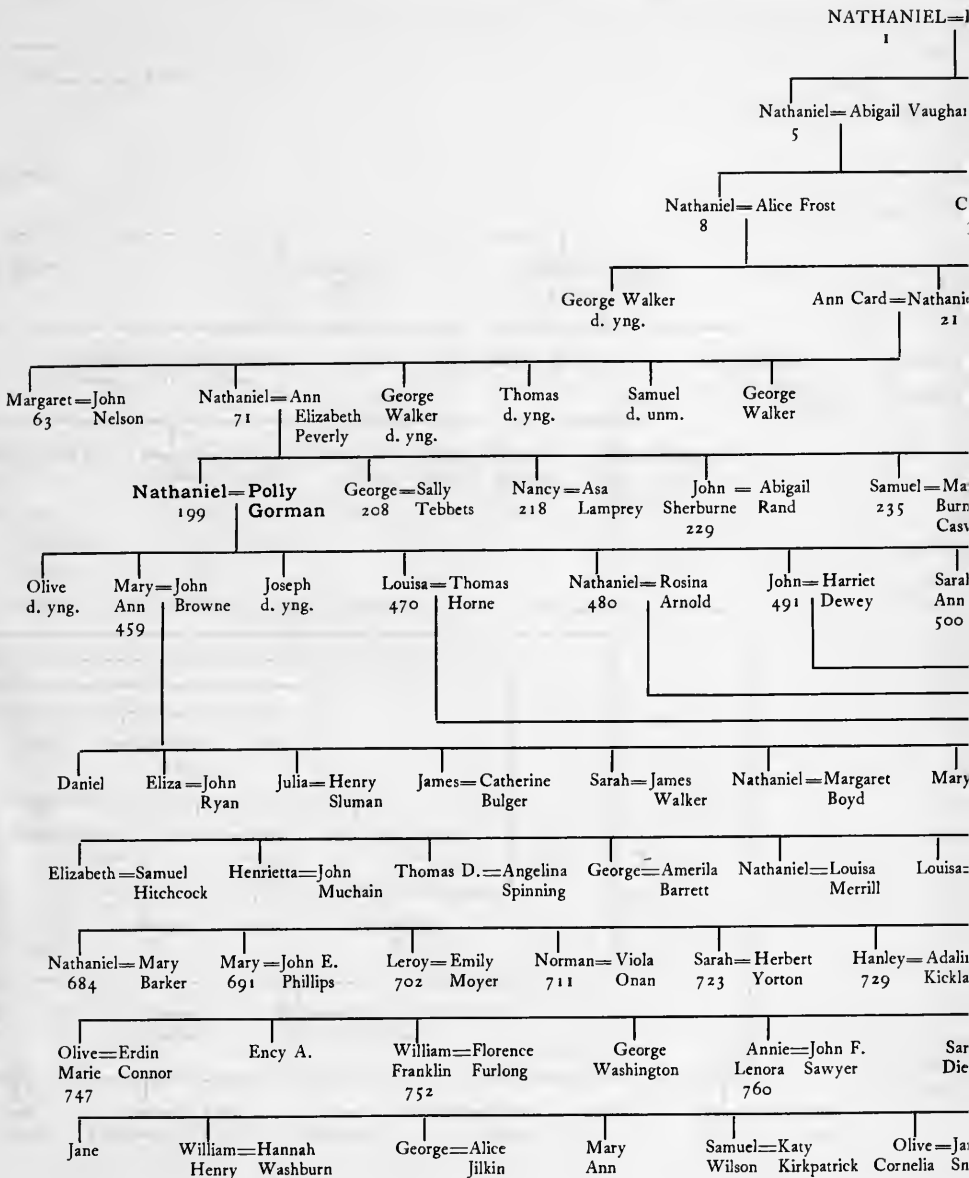 NATHANIEL=
1
Nathaniel= Abigail
5
Nathaniel= Alice Frost
8
George Walker Ann Card=
d. yng. 21
Margaret=John Nathaniel= Ann George Thomas Samuel George
63 Nelson 71 Elizabeth Walker d. yng. d. unm. Walker
Peverly d. yng.
Nathaniel= Polly George=Sally Nancy=Asa John = Abigail Samuel=
199 Gorman 208 Tebbets 218 Lamprey Sherburne Rand 235
229
Olive Mary=John Joseph Louisa=Thomas Nathaniel= Rosina John= Harriet Sarah
d. yng. Ann Browne d. yng. 470 Horne 480 Arnold 491 Dewey Ann
459 500
Daniel Eliza=John Julia=Henry James= Catherine Sarah=James Nathaniel= Margaret Mary
Ryan Sluman Bulger Walker Boyd
Elizabeth=Samuel Henrietta=John Thomas D.=Angelina George=Amerila Nathaniel=Louisa Louisa=
Hitchcock Muchain Spinning Barrett Merrill
Nathaniel= Mary Mary=John E. Leroy= Emily Norman= Viola Sarah= Herbert Hanley=
684 Barker 691 Phillips 702 Moyer 711 Onan 723 Yorton 729
Olive=Erdin Ency A. William=Florence George Annie=John F.
Marie Connor Franklin Furlong Washington Lenora Sawyer
747 752 760
Jane William=Hannah George=Alice Mary Samuel=Katy Olive=
Henry Washburn Jilkin Ann Wilson Kirkpatrick Cornelia